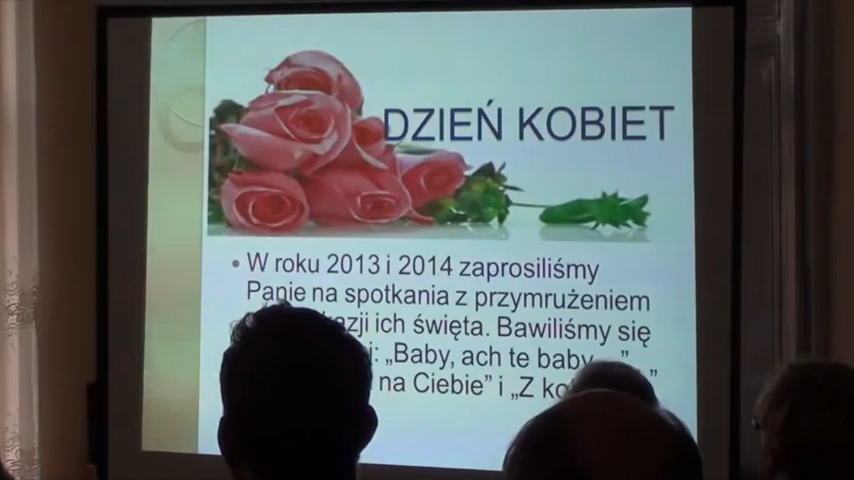 DZIEŃ KOBIET
• W roku 2013 i 2014 zaprosiliśmy
Panie na spotkania z przymrużeniem
ich święta. Bawiliśmy się
„Baby, ach te baby...”, „
na Ciebie” i „Z